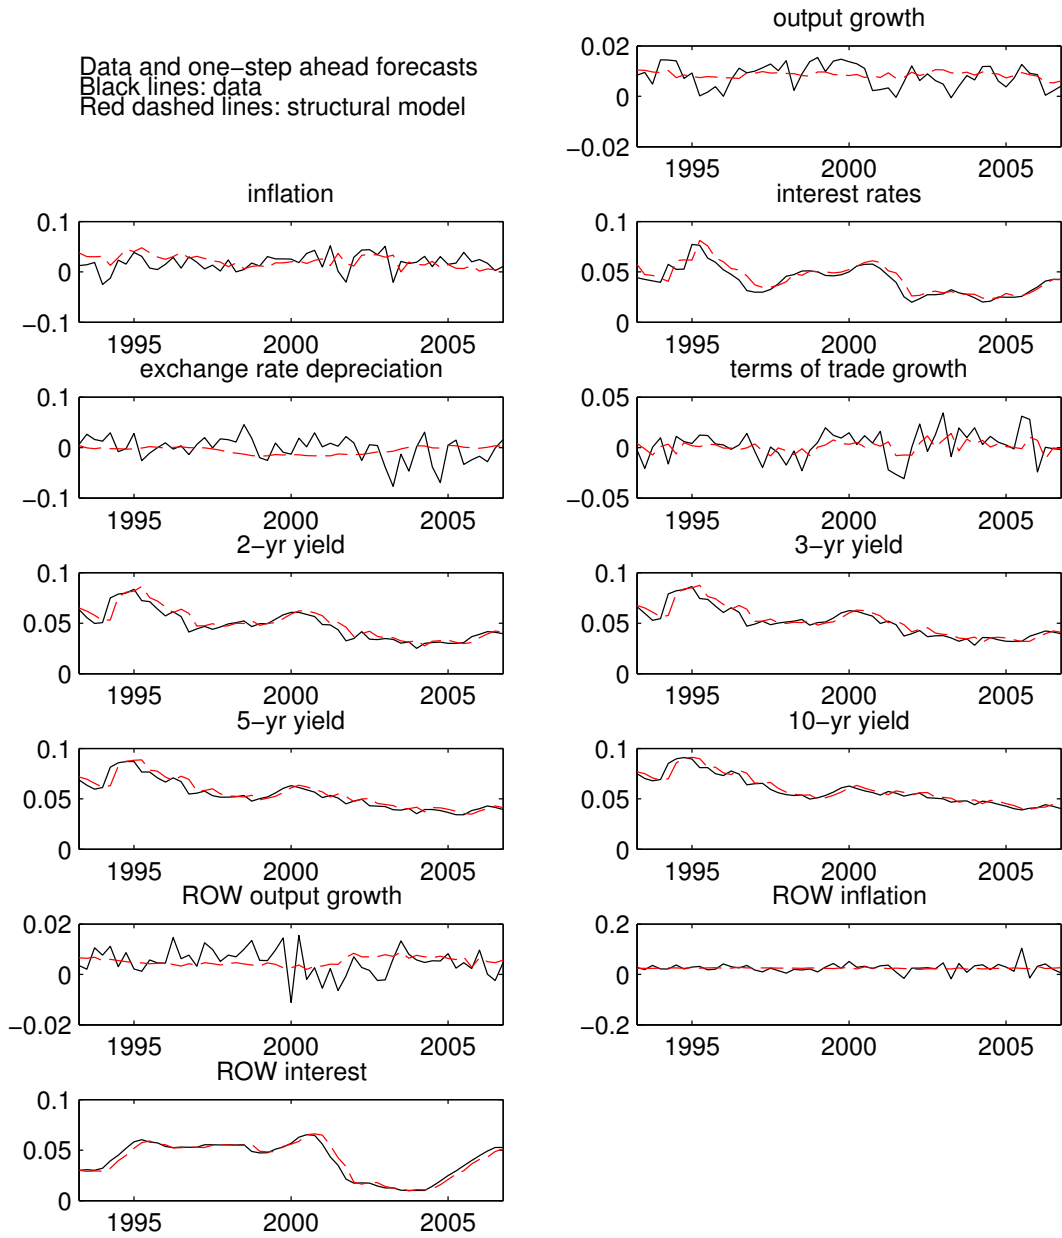 output growth
Data and one−step ahead forecasts
Black lines: data
Red dashed lines: structural model
0.02
0
−0.02
1995 2000 2005
inflation
0.1
0
−0.1
1995 2000 2005
interest rates
0.1
0.05
0
1995 2000 2005
exchange rate depreciation
0.1
0
−0.1
1995 2000 2005
terms of trade growth
0.05
0
−0.05
1995 2000 2005
2−yr yield
0.1
0.05
0
1995 2000 2005
3−yr yield
0.1
0.05
0
1995 2000 2005
5−yr yield
0.1
0.05
0
1995 2000 2005
10−yr yield
0.1
0.05
0
1995 2000 2005
ROW output growth
0.02
0
−0.02
1995 2000 2005
ROW inflation
0.2
0
−0.2
1995 2000 2005
ROW interest
0.1
0.05
0
1995 2000 2005